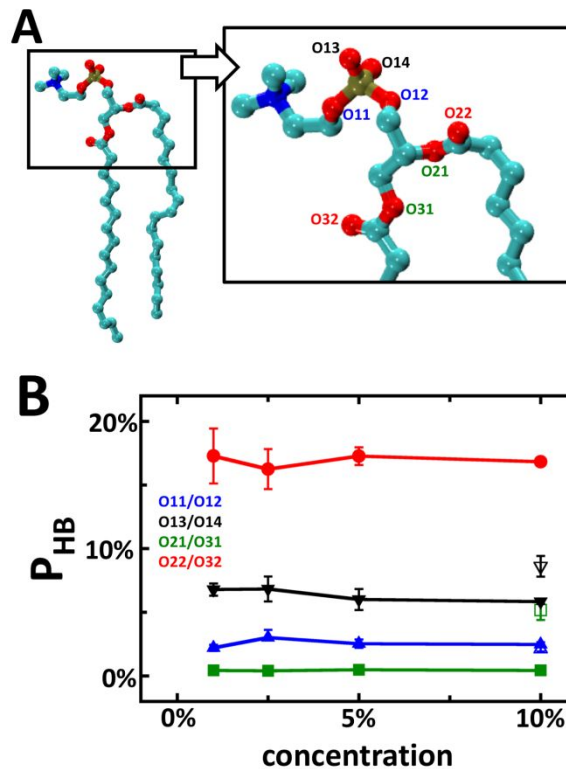 A
O13
O14
O12
O11
O22
O21
O31
O32
B
20%
O11/O12
O13/O14
O21/O31
O22/O32
10%
0%
P_HB
0% 5% 10%
concentration